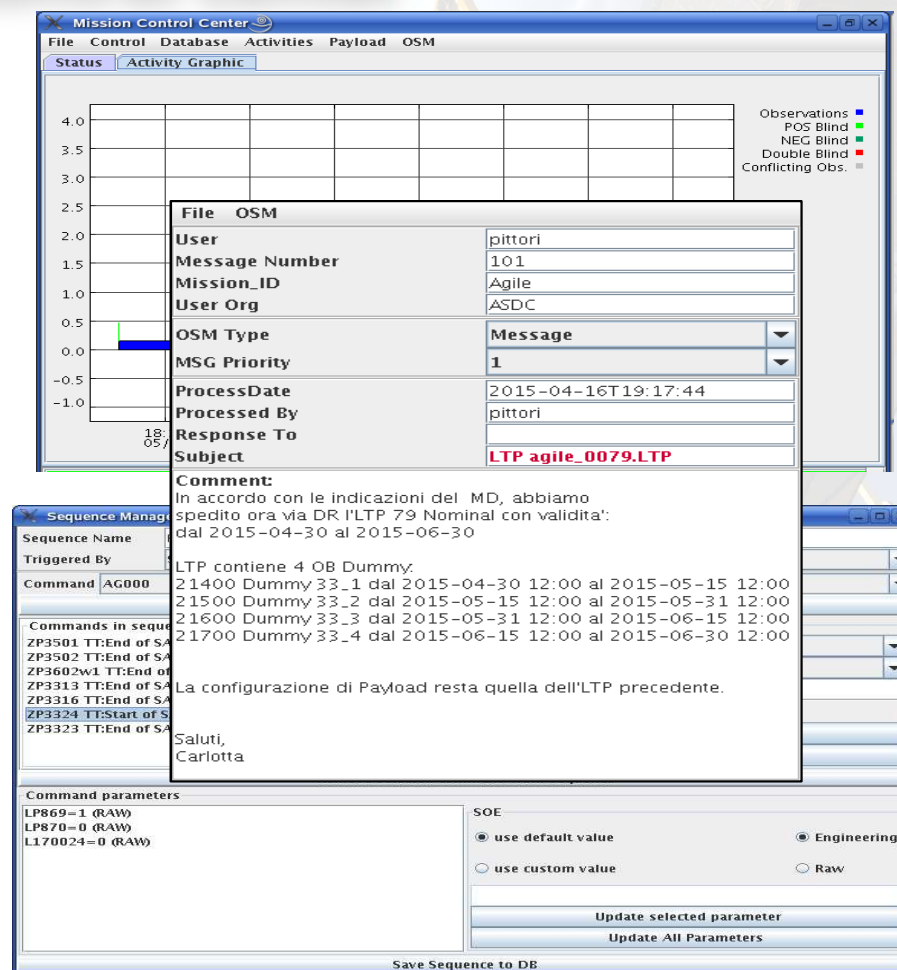 Mission Control Center
File Control Database Activities Payload OSM
Status Activity Graphic
4.0
3.5
3.0
2.5
2.0
1.5
1.0
0.5
0.0
-0.5
-1.0
Observations
POS Blind
NEG Blind
Double Blind
Conflicting Obs.
18:
05/
File OSM
User pittori
Message Number 101
Mission_ID Agile
User Org ASDC
OSM Type Message
MSG Priority 1
ProcessDate 2015-04-16T19:17:44
Processed By pittori
Response To
Subject LTP agile_0079.LTP
Comment:
In accordo con le indicazioni del MD, abbiamo
spedito ora via DR l'LTP 79 Nominal con validita':
dal 2015-04-30 al 2015-06-30
LTP contiene 4 OB Dummy:
21400 Dummy 33_1 dal 2015-04-30 12:00 al 2015-05-15 12:00
21500 Dummy 33_2 dal 2015-05-15 12:00 al 2015-05-31 12:00
21600 Dummy 33_3 dal 2015-05-31 12:00 al 2015-06-15 12:00
21700 Dummy 33_4 dal 2015-06-15 12:00 al 2015-06-30 12:00
La configurazione di Payload resta quella dell'LTP precedente.
Saluti,
Carlotta
Sequence Manag
Sequence Name
Triggered By
Command AG000
Commands in seque
ZP3501 TT:End of SA
ZP3502 TT:End of SA
ZP3602w1 TT:End of
ZP3313 TT:End of SA
ZP3316 TT:End of SA
ZP3324 TT:Start of S
ZP3323 TT:End of SA
Command parameters
LP869=1 (RAW)
LP870=0 (RAW)
L170024=0 (RAW)
SOE
use default value Engineering
use custom value Raw
Update selected parameter
Update All Parameters
Save Sequence to DB